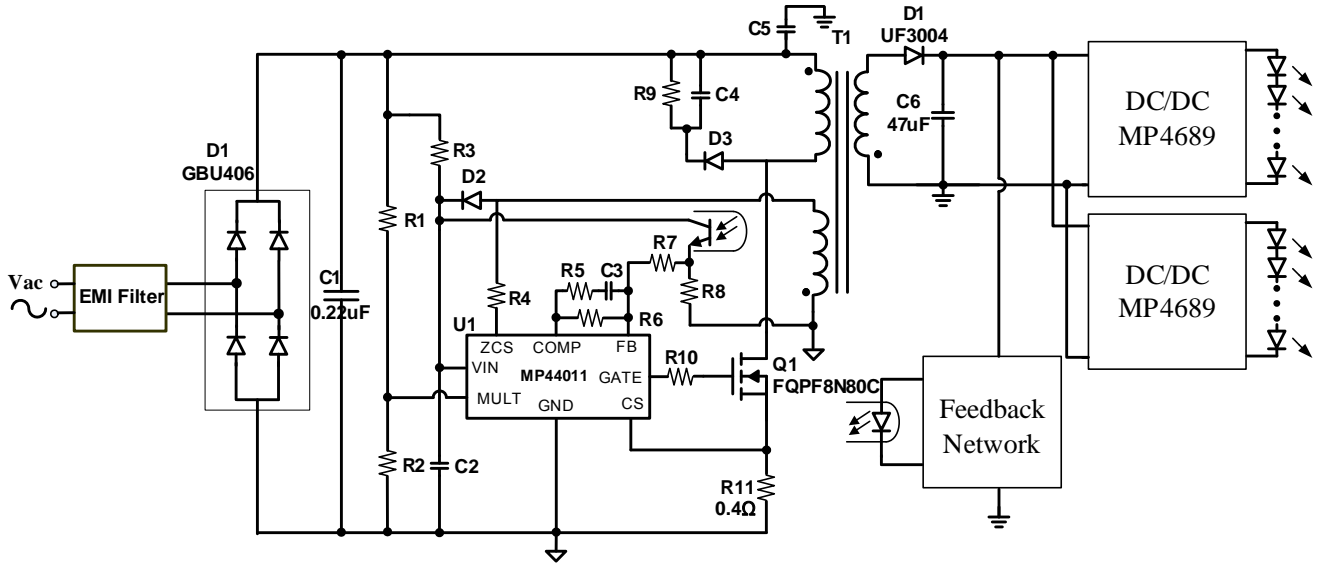 C5
T1
D1
UF3004
R9
C4
D3
C6
47uF
DC/DC
MP4689
D1
GBU406
R3
D2
R1
R7
R8
Vac
EMI Filter
C1
0.22uF
R4
R5
C3
R6
DC/DC
MP4689
U1
ZCS
COMP
FB
VIN
MP44011
GATE
MULT
GND
CS
R10
Q1
FQPF8N80C
Feedback
Network
R2
C2
R11
0.4Ω